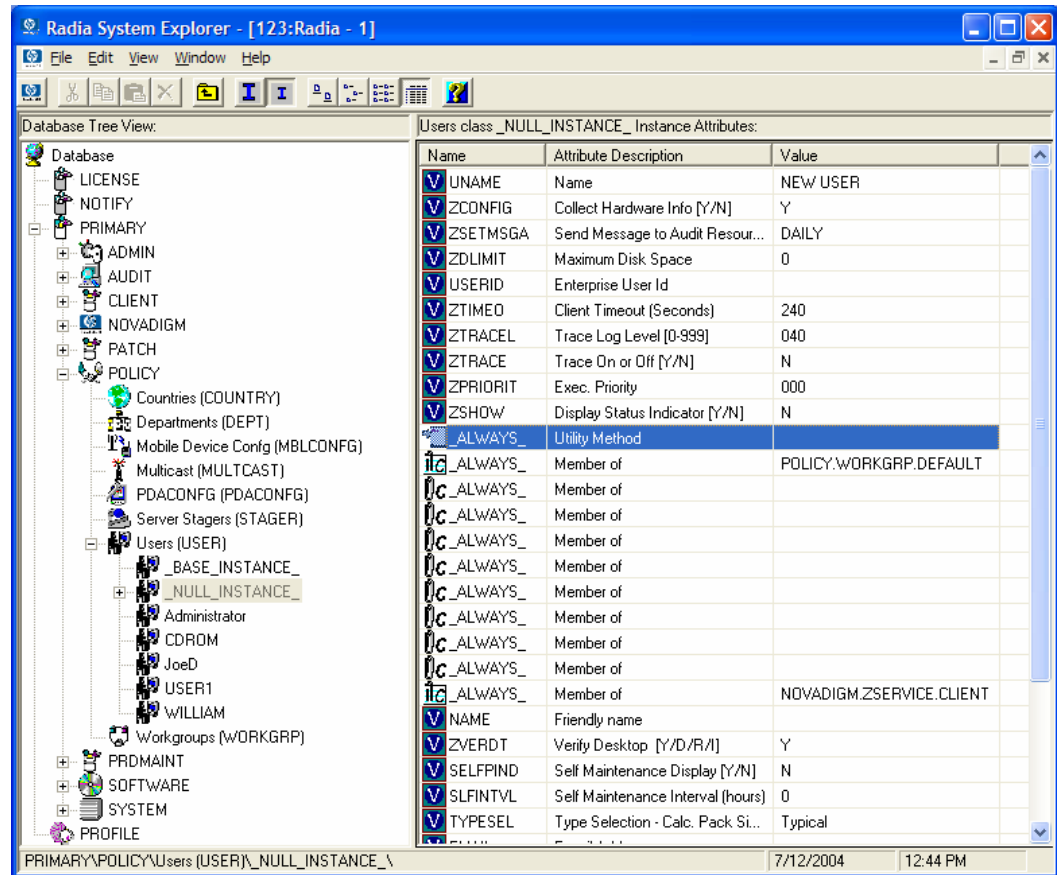 Radia System Explorer - [123:Radia - 1]
File Edit View Window Help
Database Tree View:
Database
LICENSE
NOTIFY
PRIMARY
ADMIN
AUDIT
CLIENT
NOVADIGM
PATCH
POLICY
Countries (COUNTRY)
Departments (DEPT)
Mobile Device Confg (MBLCONFG)
Multicast (MULTCAST)
PDACONFG (PDACONFG)
Server Stagers (STAGER)
Users (USER)
_BASE_INSTANCE_
_NULL_INSTANCE_
Administrator
CDROM
JoeD
USER1
WILLIAM
Workgroups (WORKGRP)
PRDMAINT
SOFTWARE
SYSTEM
PROFILE
Users class _NULL_INSTANCE_ Instance Attributes:
Name Attribute Description Value
UNAME Name NEW USER
ZCONFIG Collect Hardware Info [Y/N] Y
ZSETMSGA Send Message to Audit Resour... DAILY
ZDLIMIT Maximum Disk Space 0
USERID Enterprise User Id
ZTIMEO Client Timeout (Seconds) 240
ZTRACEL Trace Log Level [0-999] 040
ZTRACE Trace On or Off [Y/N] N
ZPRIORIT Exec. Priority 000
ZSHOW Display Status Indicator [Y/N] N
_ALWAYS_ Utility Method
_ALWAYS_ Member of POLICY.WORKGRP.DEFAULT
_ALWAYS_ Member of
_ALWAYS_ Member of
_ALWAYS_ Member of
_ALWAYS_ Member of
_ALWAYS_ Member of
_ALWAYS_ Member of
_ALWAYS_ Member of
_ALWAYS_ Member of
_ALWAYS_ Member of NOVADIGM.ZSERVICE.CLIENT
NAME Friendly name
ZVERDT Verify Desktop [Y/D/R/I] Y
SELFPIND Self Maintenance Display [Y/N] N
SLFINTVL Self Maintenance Interval (hours) 0
TYPESEL Type Selection - Calc. Pack Si... Typical
PRIMARY\POLICY\Users (USER)\_NULL_INSTANCE_\ 7/12/2004 12:44 PM